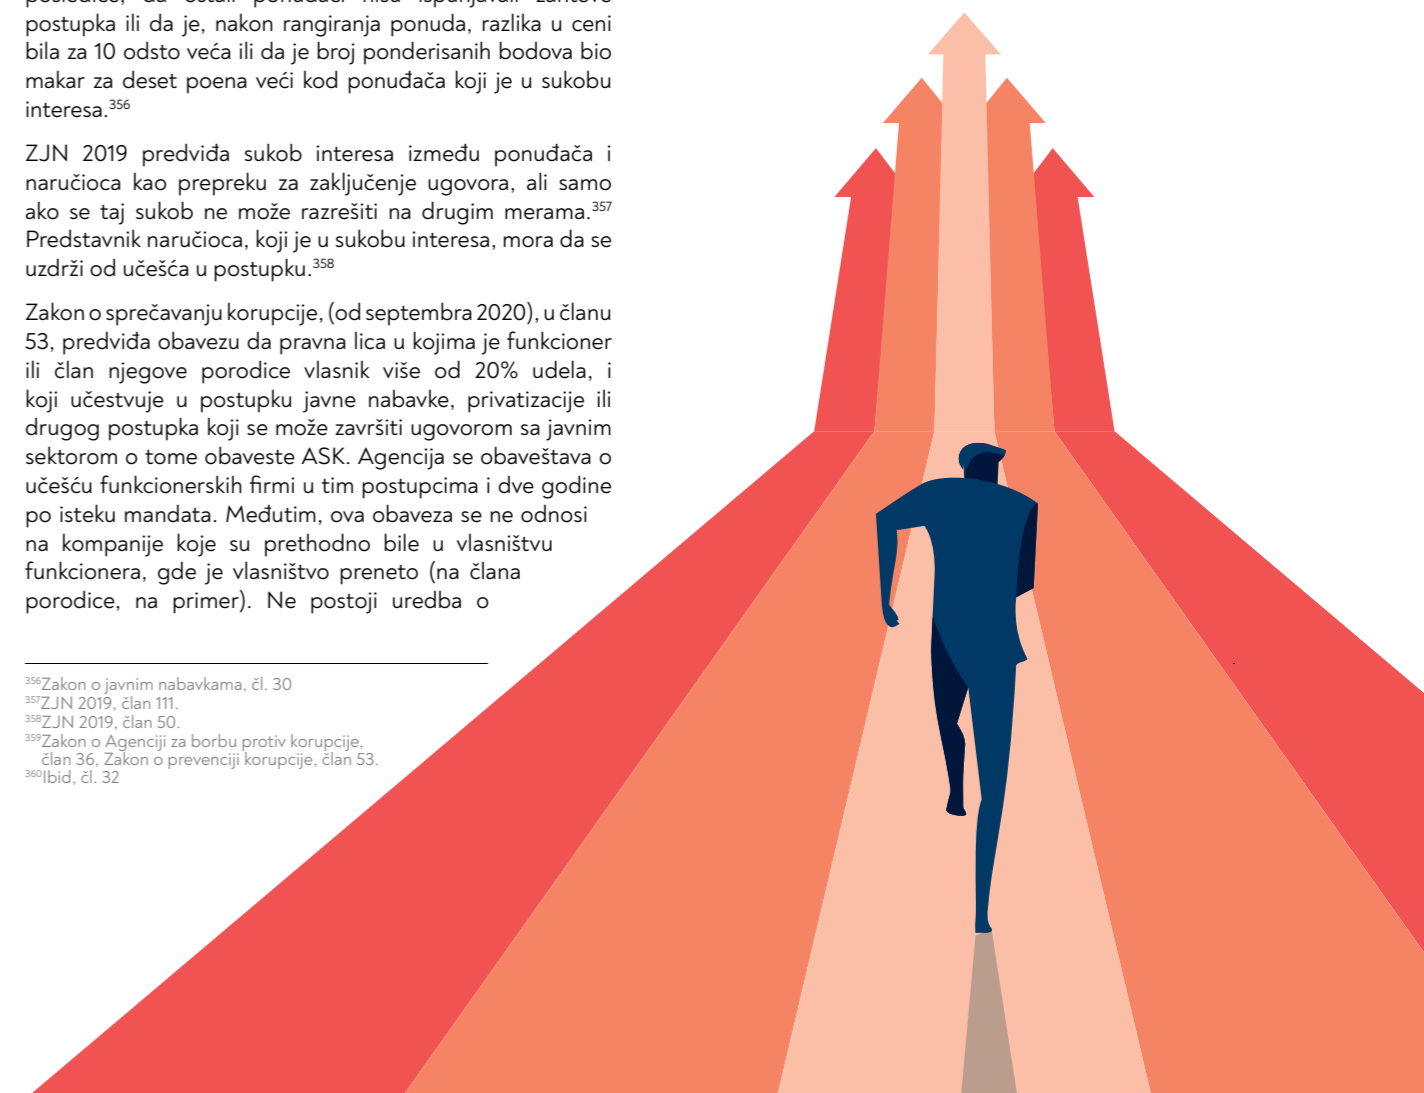 postupka ili da je, nakon rangiranja ponuda, razlika u ceni
bila za 10 odsto veća ili da je broj ponderisanih bodova bio
makar za deset poena veći kod ponuđača koji je u sukobu
interesa.³⁵⁶
ZJN 2019 predviđa sukob interesa između ponuđača i
naručioca kao prepreku za zaključenje ugovora, ali samo
ako se taj sukob ne može razrešiti na drugim merama.³⁵⁷
Predstavnik naručioca, koji je u sukobu interesa, mora da se
uzdrži od učešća u postupku.³⁵⁸
Zakon o sprečavanju korupcije, (od septembra 2020), u članu
53, predviđa obavezu da pravna lica u kojima je funkcioner
ili član njegove porodice vlasnik više od 20% udela, i
koji učestvuje u postupku javne nabavke, privatizacije ili
drugog postupka koji se može završiti ugovorom sa javnim
sektorom o tome obaveste ASK. Agencija se obaveštava o
učešću funkcionerskih firmi u tim postupcima i dve godine
po isteku mandata. Međutim, ova obaveza se ne odnosi
na kompanije koje su prethodno bile u vlasništvu
funkcionera, gde je vlasništvo preneto (na člana
porodice, na primer). Ne postoji uredba o
³⁵⁶Zakon o javnim nabavkama, čl. 30
³⁵⁷ZJN 2019, član 111.
³⁵⁸ZJN 2019, član 50.
³⁵⁹Zakon o Agenciji za borbu protiv korupcije,
član 36, Zakon o prevenciji korupcije, član 53.
³⁶⁰Ibid, čl. 32